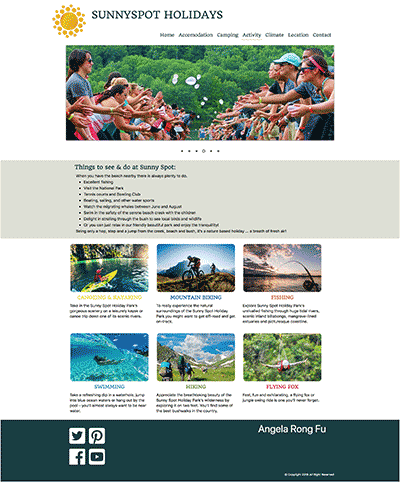 SUNNYSPOT HOLIDAYS
Home Accomodation Camping Activity Climate Location Contact
Things to see & do at Sunny Spot:
When you have the beach nearby there is always plenty to do.
Excellent fishing
Visit the National Park
Tennis courts and Bowling Club
Boating, sailing, and other water sports
Watch the migrating whales between June and August
Swim in the safety of the serene beach creek with the children
Delight in strolling through the bush to see local birds and wildlife
Or you can just relax in our friendly beautiful park and enjoy the tranquility!
Being only a hop, step and a jump from the creek, beach and bush, it's a nature based holiday ... a breath of fresh air!
CANOEING & KAYAKING
Take in the Sunny Spot Holiday Park's
gorgeous scenery on a leisurely kayak or
canoe trip down one of its scenic rivers.
MOUNTAIN BIKING
To really experience the natural
surroundings of the Sunny Spot Holiday
Park you might want to get off-road and get
on-track.
FISHING
Explore Sunny Spot Holiday Park's
unrivalled fishing through huge tidal rivers,
scenic inland billabongs, mangrove-lined
estuaries and picturesque coastline.
SWIMMING
Take a refreshing dip in a waterhole, jump
into blue ocean waters or hang out by the
pool - you'll almost always want to be near
water.
HIKING
Appreciate the breathtaking beauty of the
Sunny Spot Holiday Park's wilderness by
exploring it on two feet. You'll find some of
the best bushwalks in the country.
FLYING FOX
Fast, fun and exhilarating, a flying fox or
jungle swing ride is one you'll never forget.
Angela Rong Fu
All Right Reserved